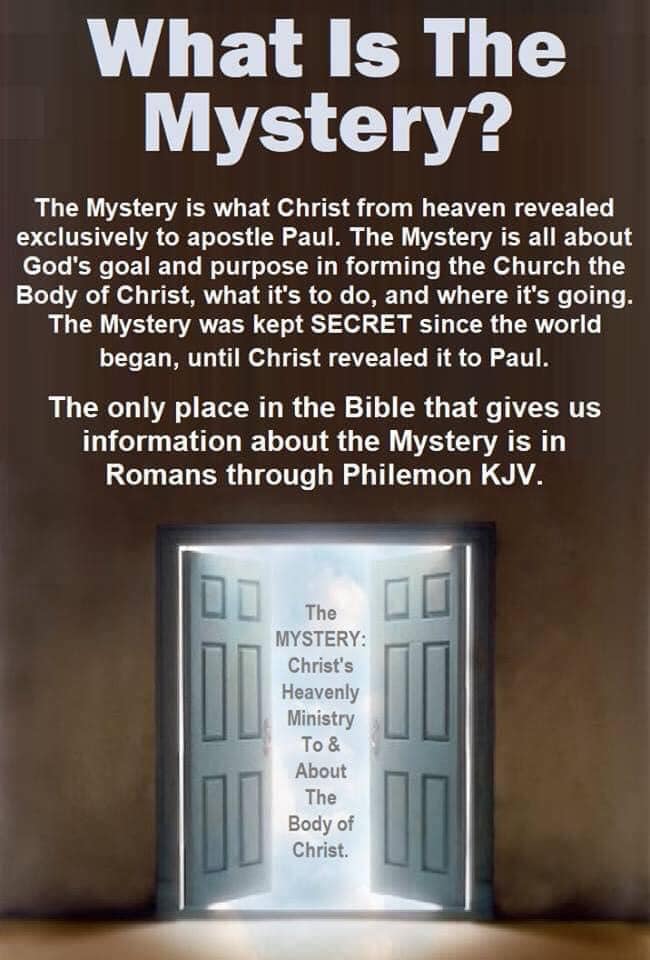 What Is The
Mystery?
The Mystery is what Christ from heaven revealed
exclusively to apostle Paul. The Mystery is all about
God's goal and purpose in forming the Church the
Body of Christ, what it's to do, and where it's going.
The Mystery was kept SECRET since the world
began, until Christ revealed it to Paul.
The only place in the Bible that gives us
information about the Mystery is in
Romans through Philemon KJV.
The
MYSTERY:
Christ's
Heavenly
Ministry
To &
About
The
Body of
Christ.